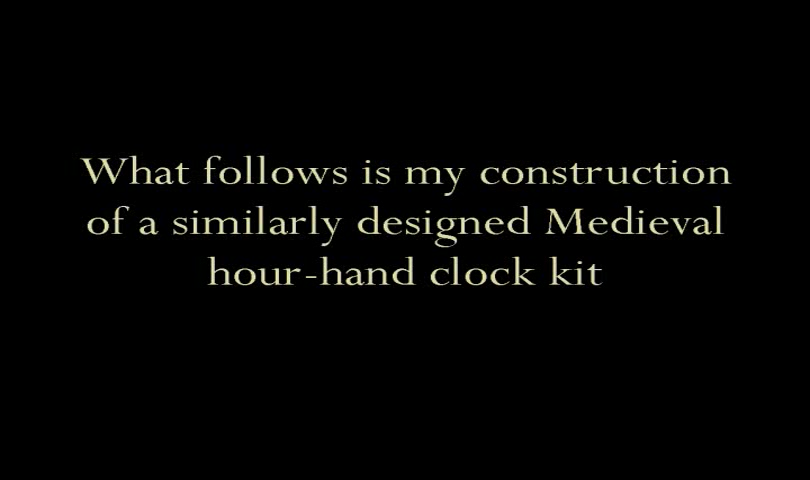 What follows is my construction
of a similarly designed Medieval
hour-hand clock kit